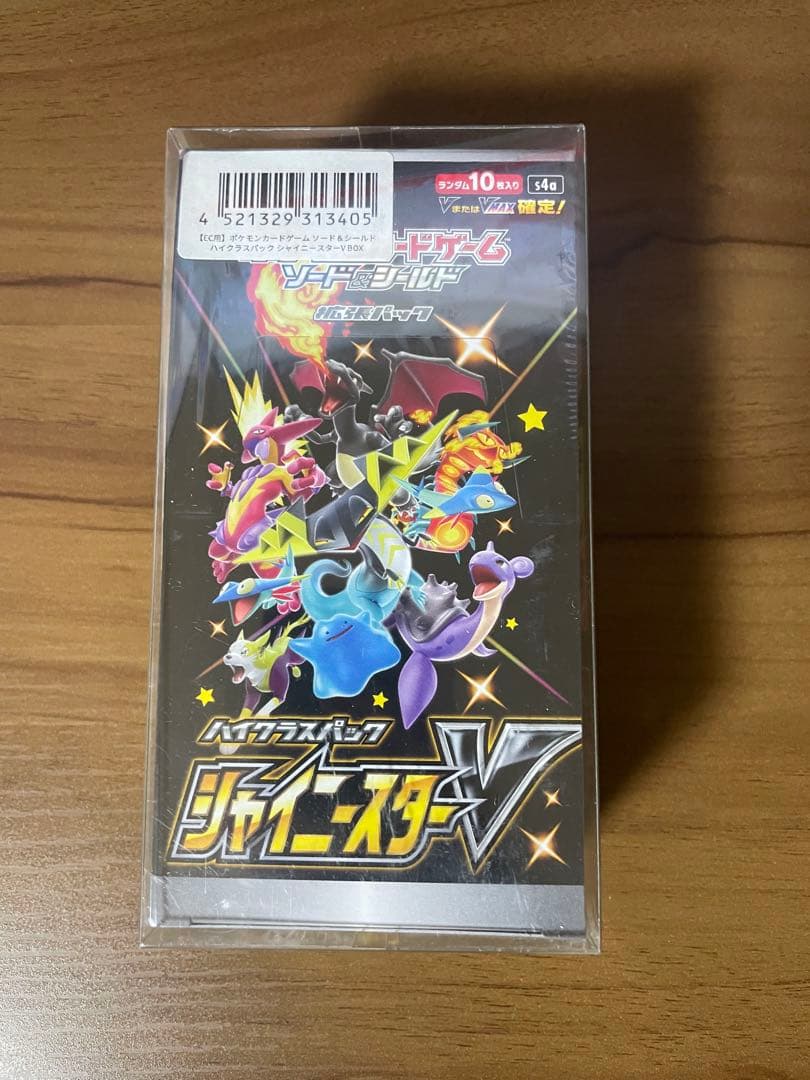 4 521329 313405
【EC用】ポケモンカードゲーム ソード&シールド
ハイクラスパック シャイニースターV BOX
ランダム10枚入り s4a
VまたはVMAX確定!
ードゲーム
ソード&シールド
拡張パック
ハイクラスパック
シャイニースターV